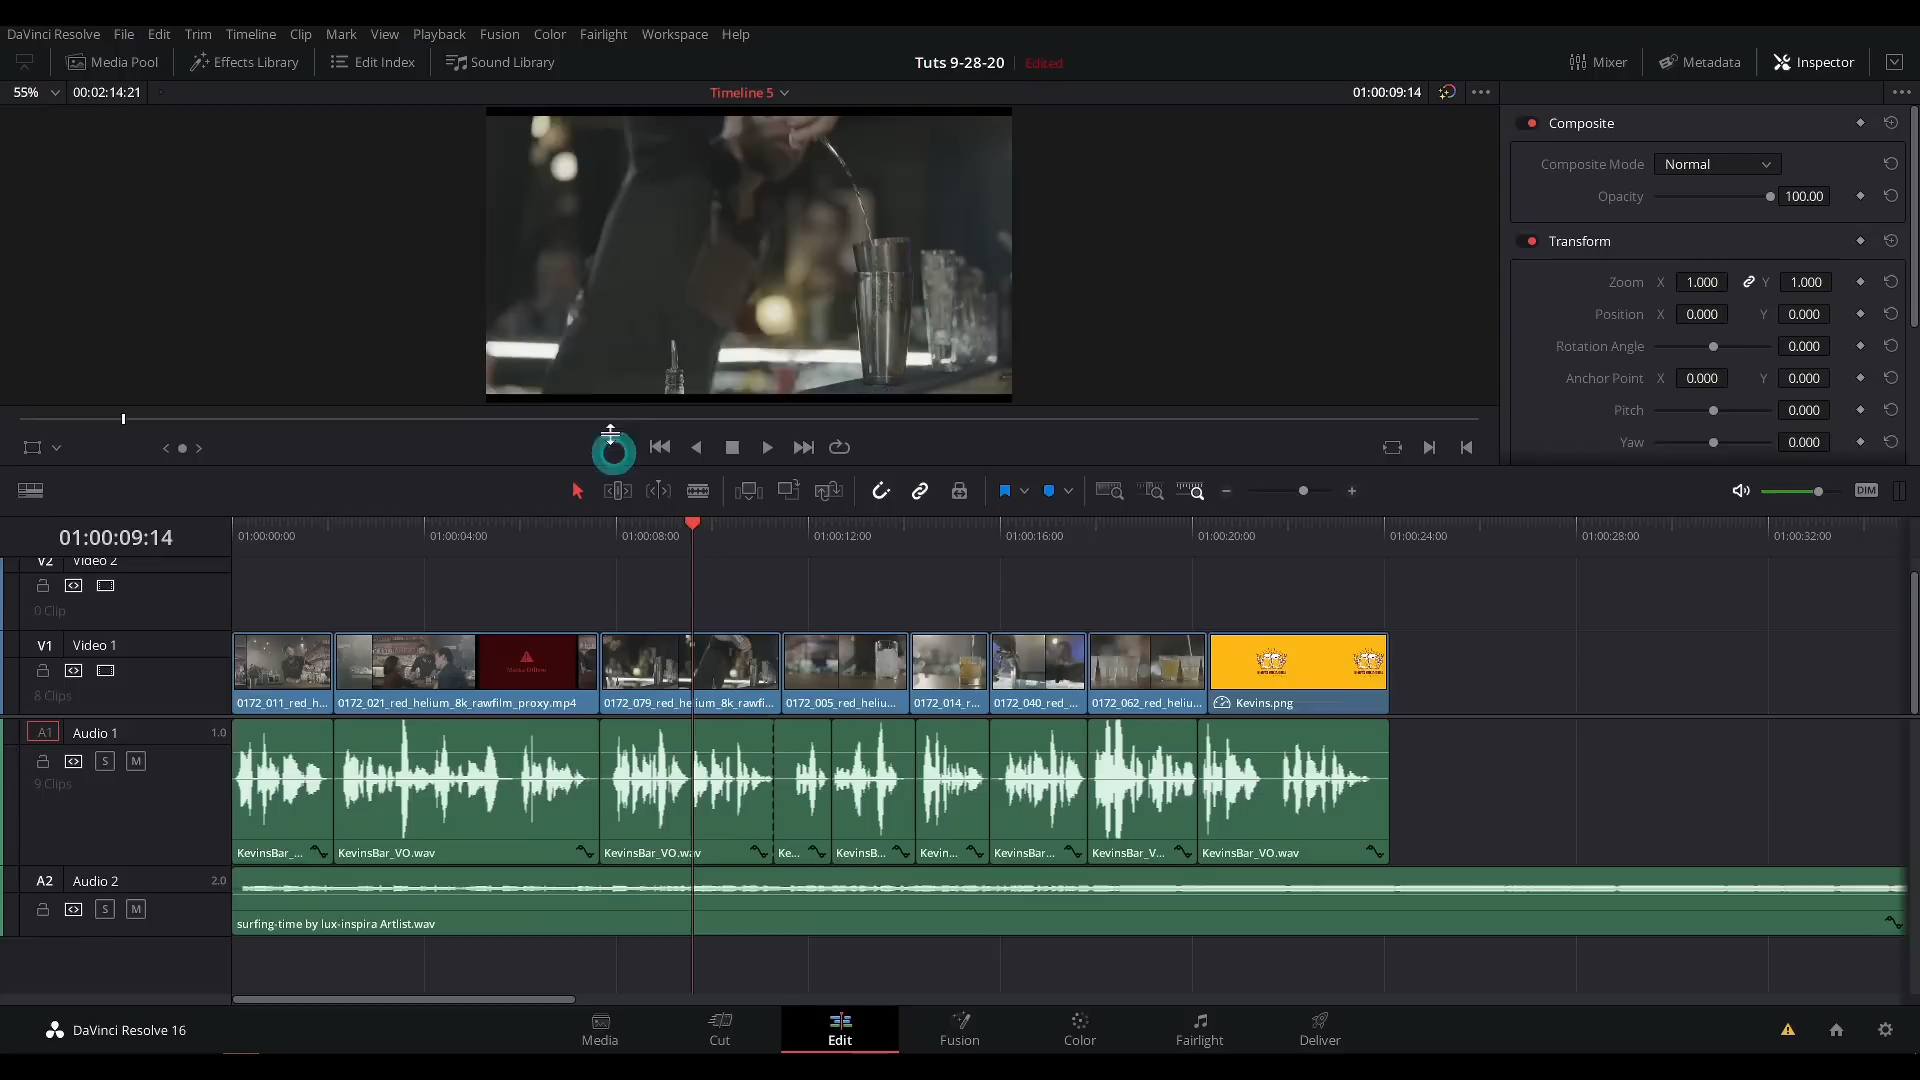 DaVinci Resolve File Edit Trim Timeline Clip Mark View Playback Fusion Color Fairlight Workspace Help
Media Pool Effects Library Edit Index Sound Library Tuts 9-28-20 Edited Mixer Metadata Inspector
55% 00:02:14:21 Timeline 5 01:00:09:14
Composite
Composite Mode Normal
Opacity 100.00
Transform
Zoom X 1.000 Y 1.000
Position X 0.000 Y 0.000
Rotation Angle 0.000
Anchor Point X 0.000 Y 0.000
Pitch 0.000
Yaw 0.000
DIM
01:00:09:14
01:00:00:00 01:00:04:00 01:00:08:00 01:00:12:00 01:00:16:00 01:00:20:00 01:00:24:00 01:00:28:00 01:00:32:00
V2 Video 2
0 Clip
V1 Video 1
8 Clips
Media Offline
0172_011_red_h... 0172_021_red_helium_8k_rawfilm_proxy.mp4 0172_079_red_helium_8k_rawfi... 0172_005_red_heliu... 0172_014_r... 0172_040_red_... 0172_062_red_heliu... Kevins.png
A1 Audio 1 1.0
S M
9 Clips
KevinsBar_... KevinsBar_VO.wav KevinsBar_VO.wav Ke... KevinsB... Kevin... KevinsBar... KevinsBar_V... KevinsBar_VO.wav
A2 Audio 2 2.0
S M
surfing-time by lux-inspira Artlist.wav
DaVinci Resolve 16 Media Cut Edit Fusion Color Fairlight Deliver